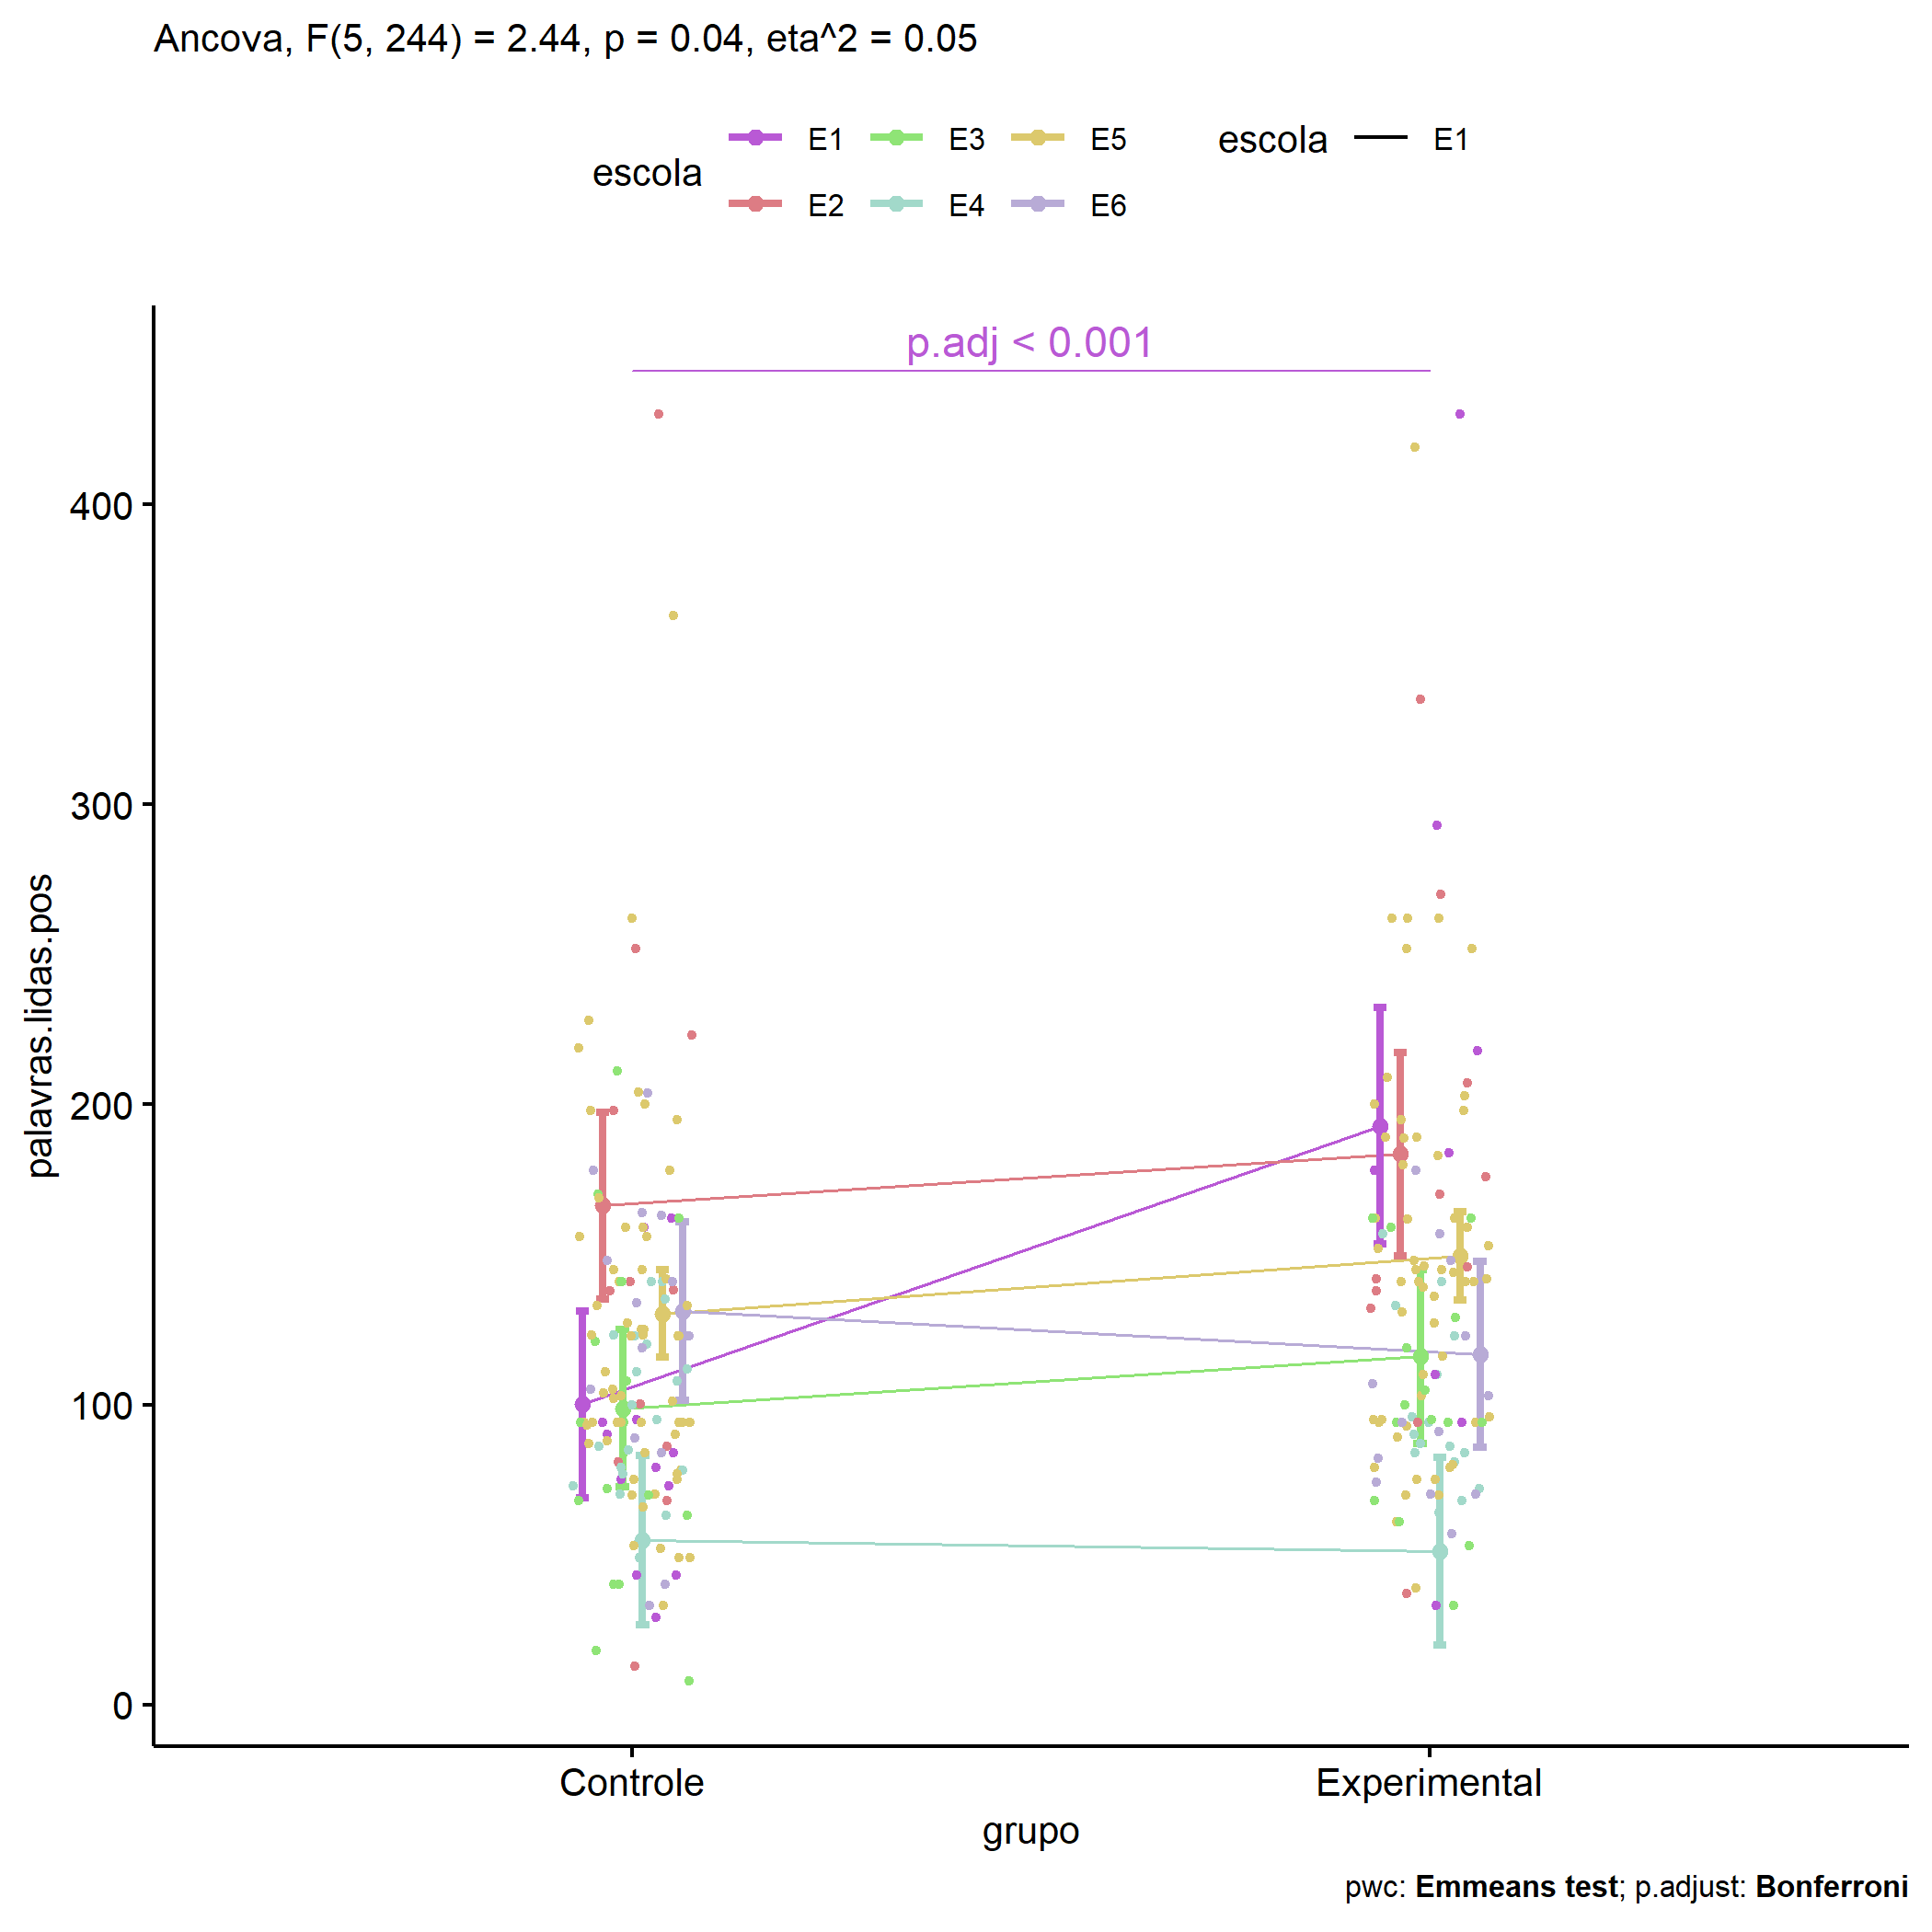 Ancova, F(5, 244) = 2.44, p = 0.04, eta^2 = 0.05
escola E1 E3 E5 escola E1
E2 E4 E6
p.adj < 0.001
400
300
200
100
0
palavras.lidas.pos
Controle Experimental
grupo
pwc: Emmeans test; p.adjust: Bonferroni